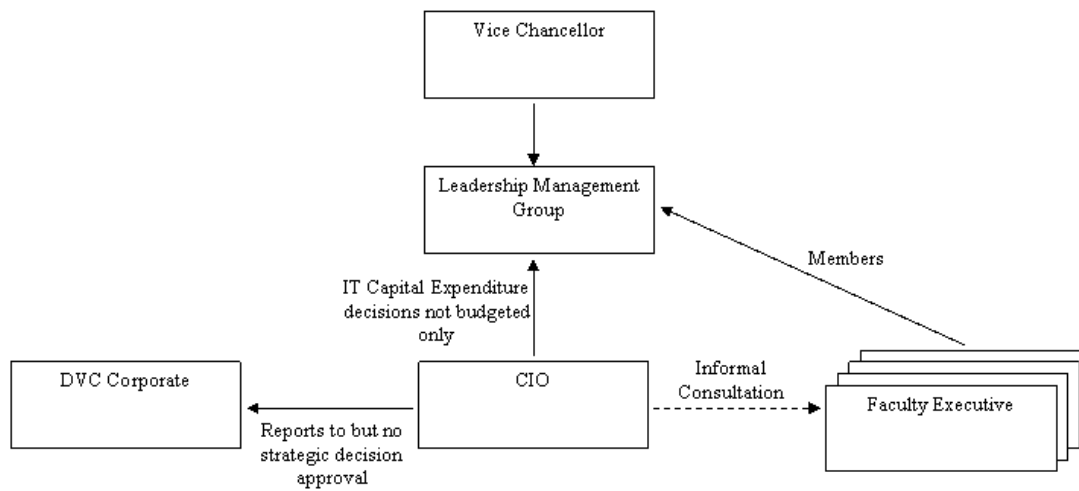 Vice Chancellor
Leadership Management
Group
Members
IT Capital Expenditure
decisions not budgeted
only
DVC Corporate
CIO
Informal
Consultation
Faculty Executive
Reports to but no
strategic decision
approval